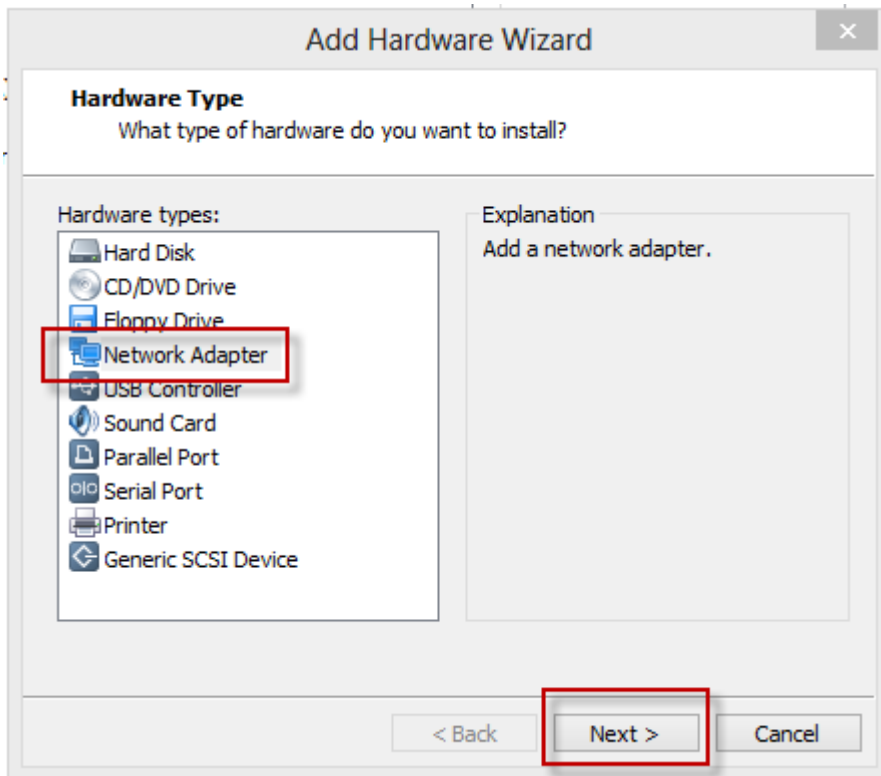 Add Hardware Wizard
Hardware Type
What type of hardware do you want to install?
Hardware types:
Hard Disk
CD/DVD Drive
Floppy Drive
Network Adapter
USB Controller
Sound Card
Parallel Port
Serial Port
Printer
Generic SCSI Device
Explanation
Add a network adapter.
< Back
Next >
Cancel